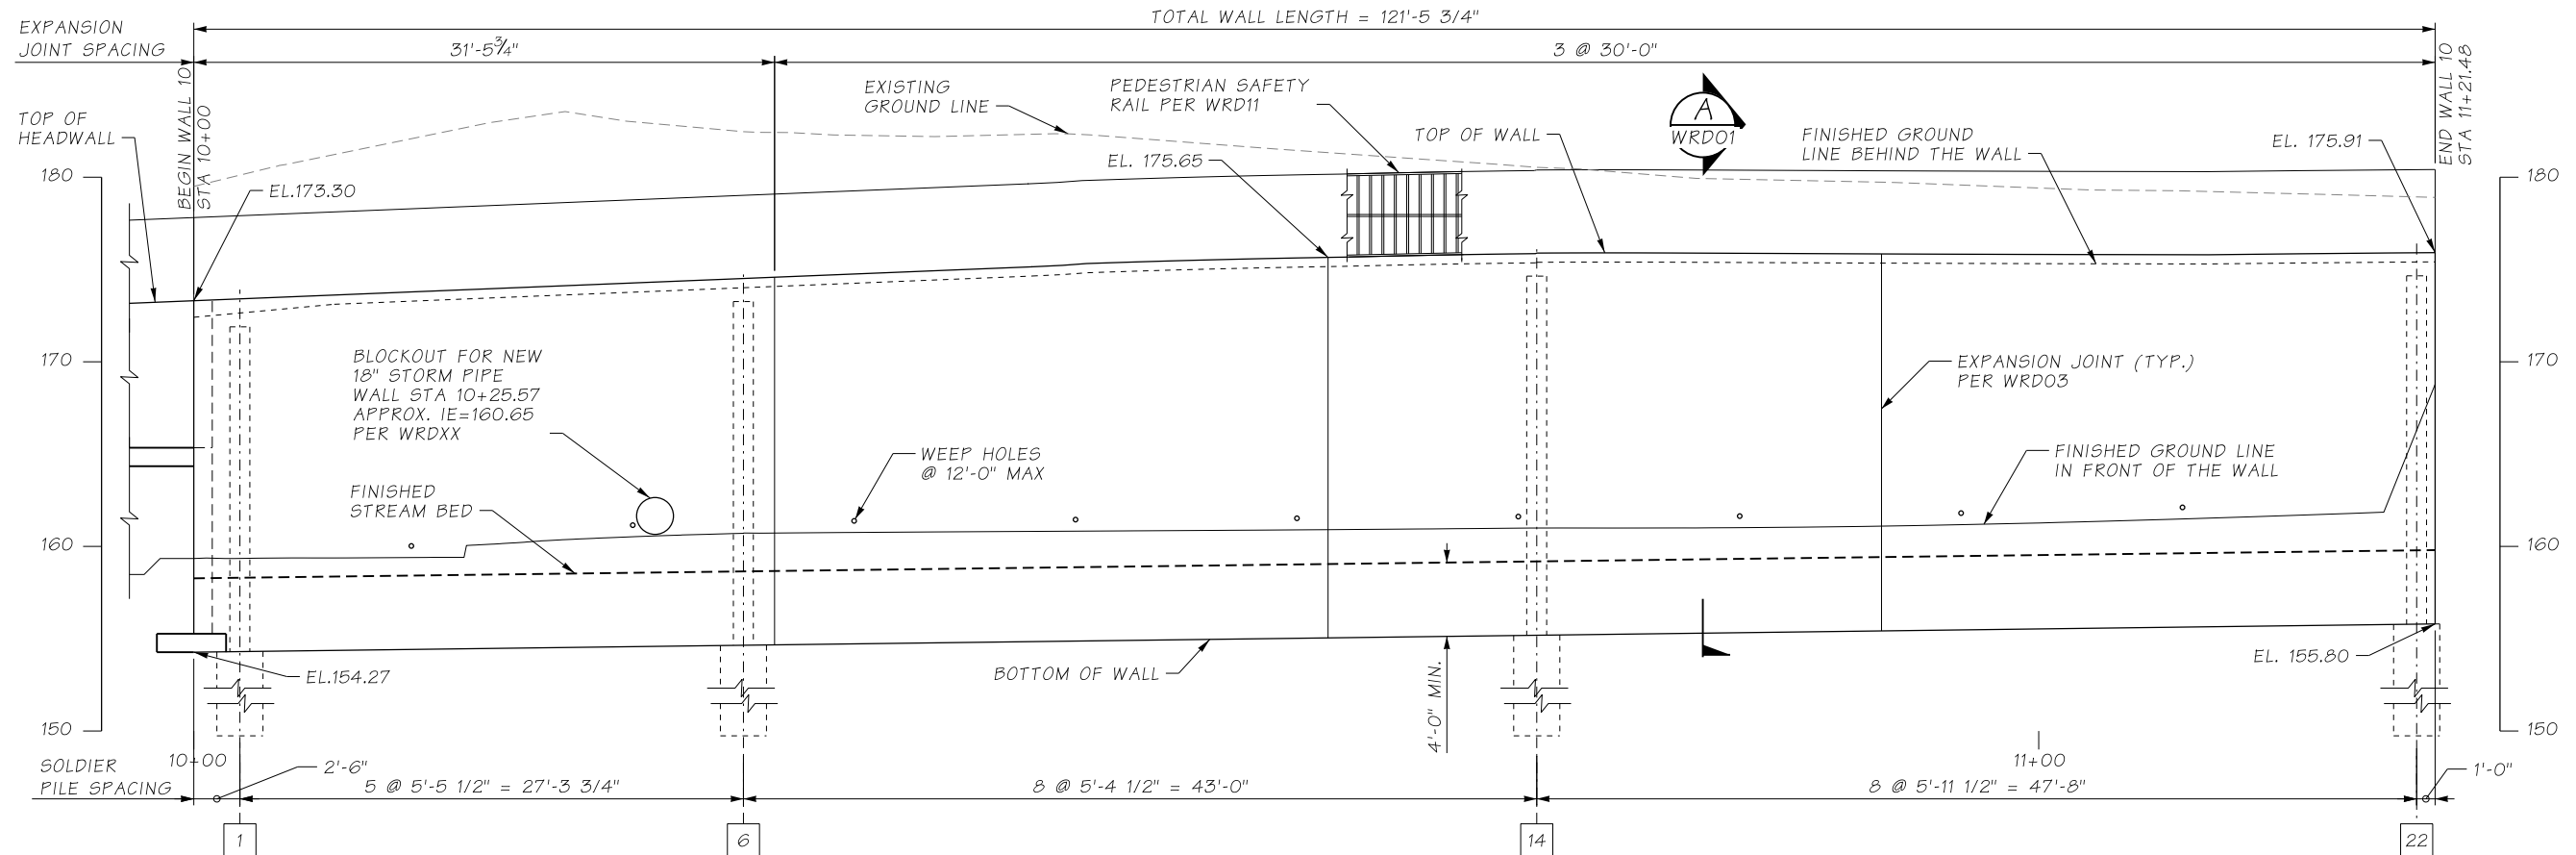 TOTAL WALL LENGTH = 121'-5 3/4"
EXPANSION
JOINT SPACING
31'-5¾"
3 @ 30'-0"
BEGIN WALL 10
STA 10+00
END WALL 10
STA 11+21.48
EXISTING
GROUND LINE
PEDESTRIAN SAFETY
RAIL PER WRD11
A
WRD01
TOP OF
HEADWALL
TOP OF WALL
FINISHED GROUND
LINE BEHIND THE WALL
EL. 175.91
EL. 175.65
EL.173.30
180
180
170
170
160
160
150
150
BLOCKOUT FOR NEW
18" STORM PIPE
WALL STA 10+25.57
APPROX. IE=160.65
PER WRDXX
EXPANSION JOINT (TYP.)
PER WRD03
WEEP HOLES
@ 12'-0" MAX
FINISHED GROUND LINE
IN FRONT OF THE WALL
FINISHED
STREAM BED
EL.154.27
BOTTOM OF WALL
4'-0" MIN.
EL. 155.80
10+00
11+00
SOLDIER
PILE SPACING
2'-6"
5 @ 5'-5 1/2" = 27'-3 3/4"
8 @ 5'-4 1/2" = 43'-0"
8 @ 5'-11 1/2" = 47'-8"
1'-0"
1
6
14
22